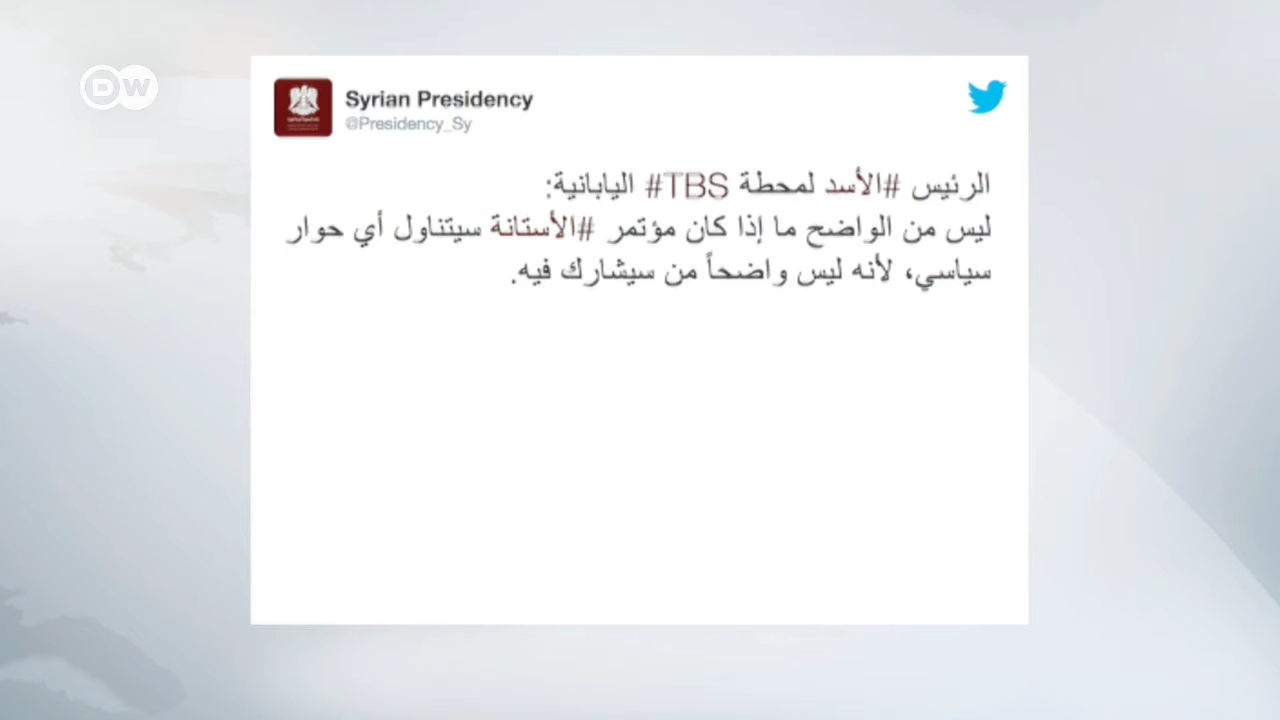 DW
Syrian Presidency
@Presidency_Sy
الرئيس #الأسد لمحطة TBS# اليابانية:
ليس من الواضح ما إذا كان مؤتمر #الأستانة سيتناول أي حوار
سياسي، لأنه ليس واضحاً من سيشارك فيه.